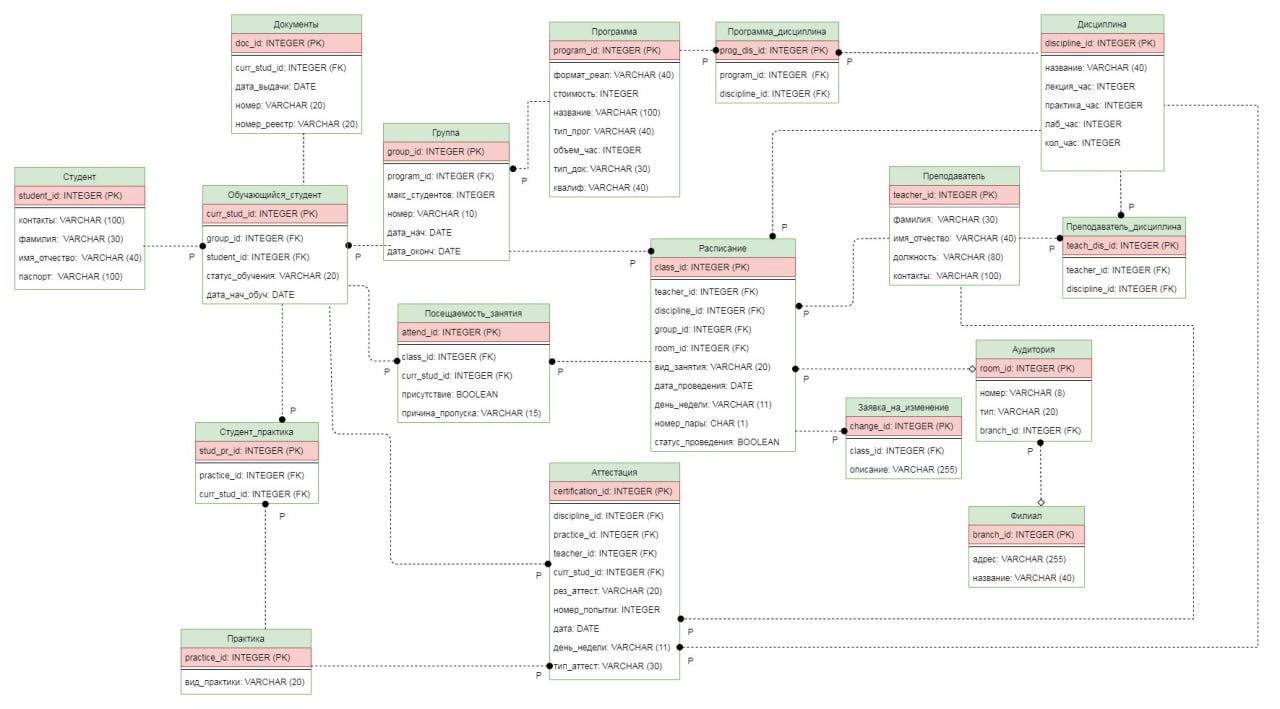 Документы
doc_id: INTEGER (PK)
curr_stud_id: INTEGER (FK)
дата_выдачи: DATE
номер: VARCHAR (20)
номер_реестр: VARCHAR (20)
Программа
program_id: INTEGER (PK)
формат_реал: VARCHAR (40)
стоимость: INTEGER
название: VARCHAR (100)
тип_прог: VARCHAR (40)
объем_час: INTEGER
тип_док: VARCHAR (30)
квалиф: VARCHAR (40)
P
Программа_дисциплина
prog_dis_id: INTEGER (PK)
program_id: INTEGER (FK)
discipline_id: INTEGER (FK)
P
Дисциплина
discipline_id: INTEGER (PK)
название: VARCHAR (40)
лекция_час: INTEGER
практика_час: INTEGER
лаб_час: INTEGER
кол_час: INTEGER
Группа
group_id: INTEGER (PK)
program_id: INTEGER (FK)
макс_студентов: INTEGER
номер: VARCHAR (10)
дата_нач: DATE
дата_оконч: DATE
P
Студент
student_id: INTEGER (PK)
контакты: VARCHAR (100)
фамилия: VARCHAR (30)
имя_отчество: VARCHAR (40)
паспорт: VARCHAR (100)
P
Обучающийся_студент
curr_stud_id: INTEGER (PK)
group_id: INTEGER (FK)
student_id: INTEGER (FK)
статус_обучения: VARCHAR (20)
дата_нач_обуч: DATE
P
Преподаватель
teacher_id: INTEGER (PK)
фамилия: VARCHAR (30)
имя_отчество: VARCHAR (40)
должность: VARCHAR (80)
контакты: VARCHAR (100)
P
P
Преподаватель_дисциплина
teach_dis_id: INTEGER (PK)
teacher_id: INTEGER (FK)
discipline_id: INTEGER (FK)
P
P
Расписание
class_id: INTEGER (PK)
teacher_id: INTEGER (FK)
discipline_id: INTEGER (FK)
group_id: INTEGER (FK)
room_id: INTEGER (FK)
вид_занятия: VARCHAR (20)
дата_проведения: DATE
день_недели: VARCHAR (11)
номер_пары: CHAR (1)
статус_проведения: BOOLEAN
P
P
P
Посещаемость_занятия
attend_id: INTEGER (PK)
class_id: INTEGER (FK)
curr_stud_id: INTEGER (FK)
присутствие: BOOLEAN
причина_пропуска: VARCHAR (15)
P
P
Аудитория
room_id: INTEGER (PK)
номер: VARCHAR (8)
тип: VARCHAR (20)
branch_id: INTEGER (FK)
P
Заявка_на_изменение
change_id: INTEGER (PK)
class_id: INTEGER (FK)
описание: VARCHAR (255)
P
P
Студент_практика
stud_pr_id: INTEGER (PK)
practice_id: INTEGER (FK)
curr_stud_id: INTEGER (FK)
P
Аттестация
certification_id: INTEGER (PK)
discipline_id: INTEGER (FK)
practice_id: INTEGER (FK)
teacher_id: INTEGER (FK)
curr_stud_id: INTEGER (FK)
рез_аттест: VARCHAR (20)
номер_попытки: INTEGER
дата: DATE
день_недели: VARCHAR (11)
тип_аттест: VARCHAR (30)
P
P
P
P
Филиал
branch_id: INTEGER (PK)
адрес: VARCHAR (255)
название: VARCHAR (40)
Практика
practice_id: INTEGER (PK)
вид_практики: VARCHAR (20)